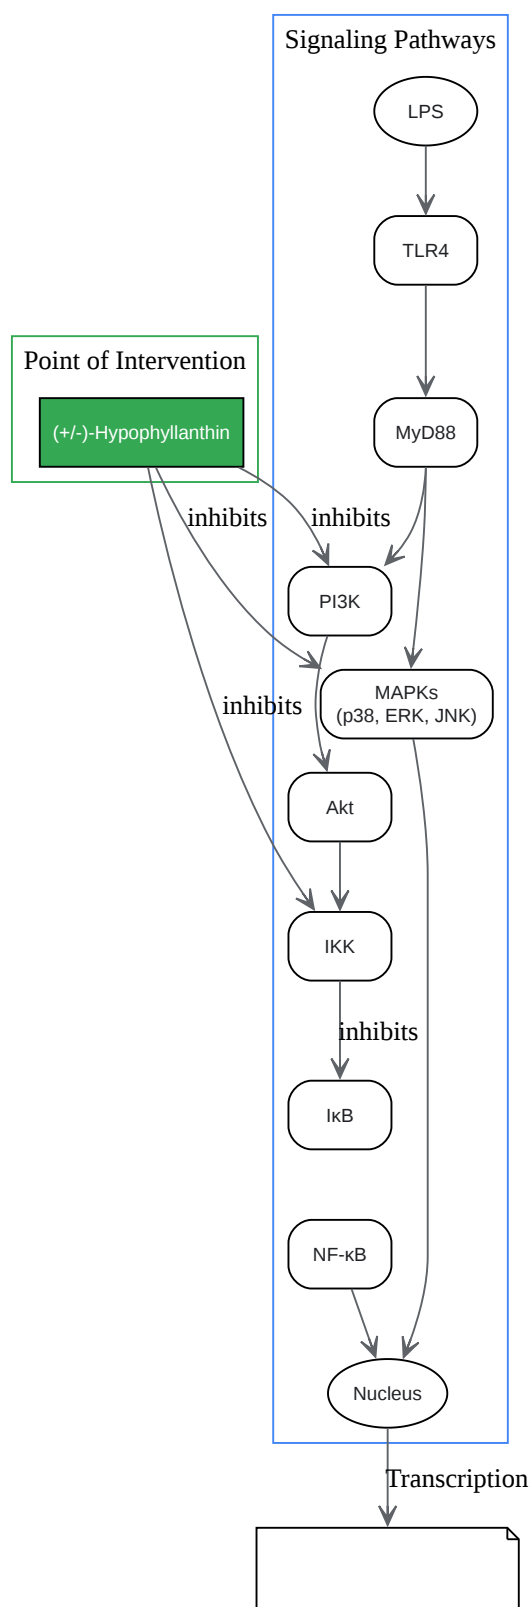 Signaling Pathways
LPS
TLR4
Point of Intervention
(+/-)-Hypophyllanthin
MyD88
inhibits
inhibits
PI3K
MAPKs
(p38, ERK, JNK)
inhibits
Akt
IKK
inhibits
IκB
NF-κB
Nucleus
Transcription